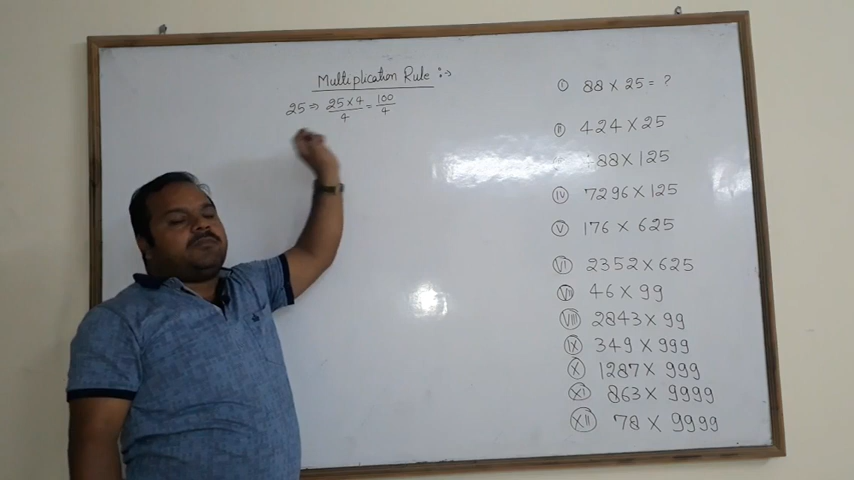 Multiplication Rule :→
25 ⇒ 25×4/4 = 100/4
(I) 88 × 25 = ?
(II) 424 × 25
488 × 125
(IV) 7296 × 125
(V) 176 × 625
(VI) 2352 × 625
(VII) 46 × 99
(VIII) 2843 × 99
(IX) 349 × 999
(X) 1287 × 999
(XI) 863 × 9999
(XII) 78 × 9999